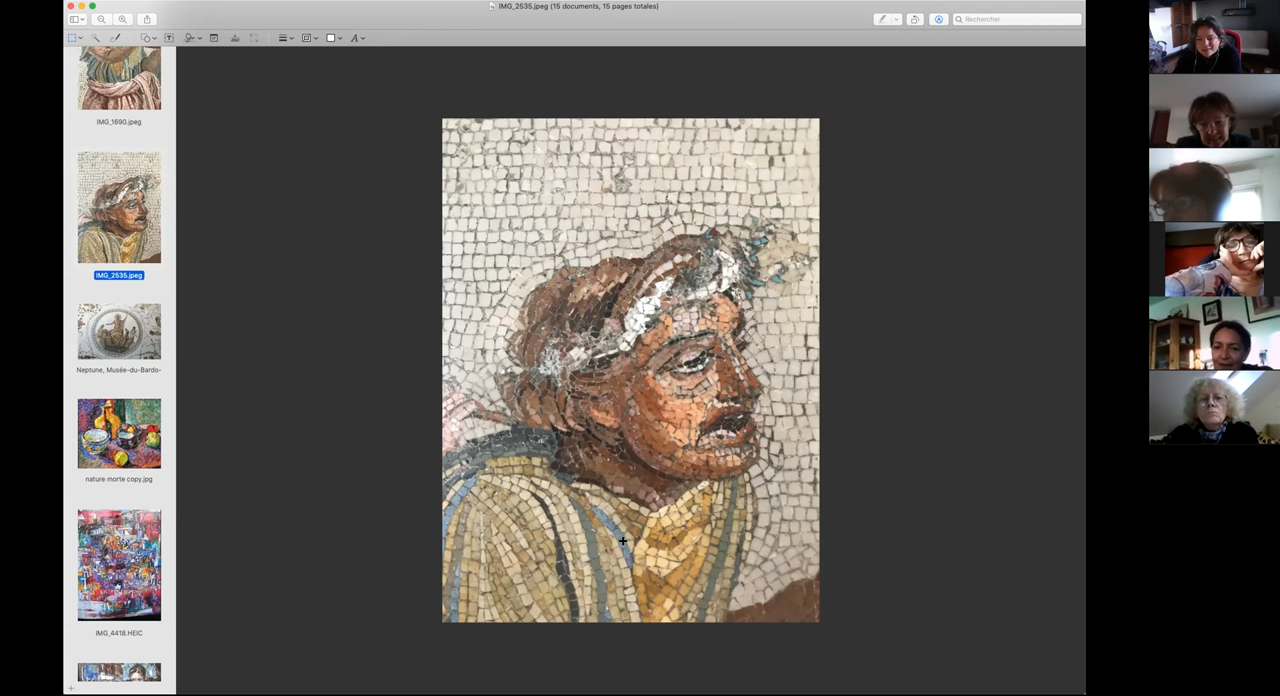 IMG_2535.jpeg (15 documents, 15 pages totales)
Rechercher
IMG_1690.jpeg
IMG_2535.jpeg
Neptune, Musée-du-Bardo-
nature morte copy.jpg
IMG_4418.HEIC